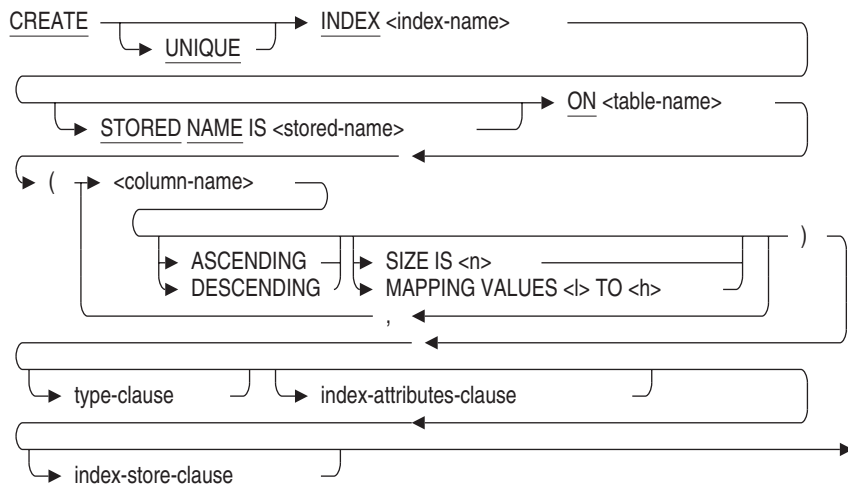 CREATE INDEX <index-name>
UNIQUE
ON <table-name>
STORED NAME IS <stored-name>
( <column-name>
)
ASCENDING SIZE IS <n>
DESCENDING MAPPING VALUES <l> TO <h>
,
type-clause index-attributes-clause
index-store-clause